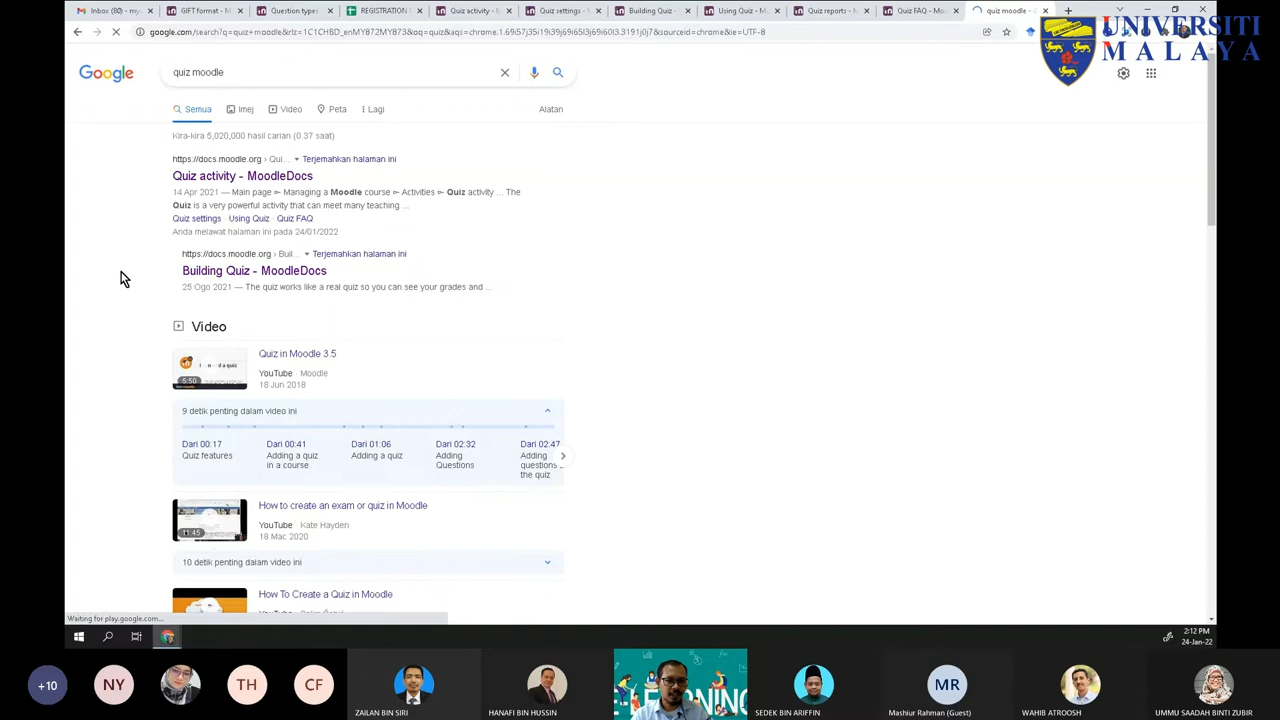 Inbox (80) - my
GIFT format - M
Question types -
REGISTRATION
Quiz activity - M
Quiz settings - M
Building Quiz -
Using Quiz - M
Quiz reports - M
Quiz FAQ - Moo
quiz moodle -
UNIVERSITI
MALAYA
quiz moodle
Google
Semua
Imej
Video
Peta
Lagi
Alatan
Kira-kira 5,020,000 hasil carian (0.37 saat)
https://docs.moodle.org › Qui... Terjemahkan halaman ini
Quiz activity - MoodleDocs
14 Apr 2021 — Main page ► Managing a Moodle course ► Activities ► Quiz activity ... The
Quiz is a very powerful activity that can meet many teaching ...
Quiz settings · Using Quiz · Quiz FAQ
Anda melawat halaman ini pada 24/01/2022
https://docs.moodle.org › Buil... Terjemahkan halaman ini
Building Quiz - MoodleDocs
25 Ogo 2021 — The quiz works like a real quiz so you can see your grades and ...
Video
Quiz in Moodle 3.5
YouTube · Moodle
18 Jun 2018
5:50
9 detik penting dalam video ini
Dari 00:17
Quiz features
Dari 00:41
Adding a quiz
in a course
Dari 01:06
Adding a quiz
Dari 02:32
Adding
Questions
Dari 02:47
Adding
questions
the quiz
How to create an exam or quiz in Moodle
YouTube · Kate Hayden
18 Mac 2020
11:45
10 detik penting dalam video ini
How To Create a Quiz in Moodle
YouTube
Waiting for play.google.com...
2:12 PM
24-Jan-22
+10
NY
TH
CF
ZAILAN BIN SIRI
HANAFI BIN HUSSIN
SEDEK BIN ARIFFIN
MR
Mashiur Rahman (Guest)
WAHIB ATROOSH
UMMU SAADAH BINTI ZUBIR